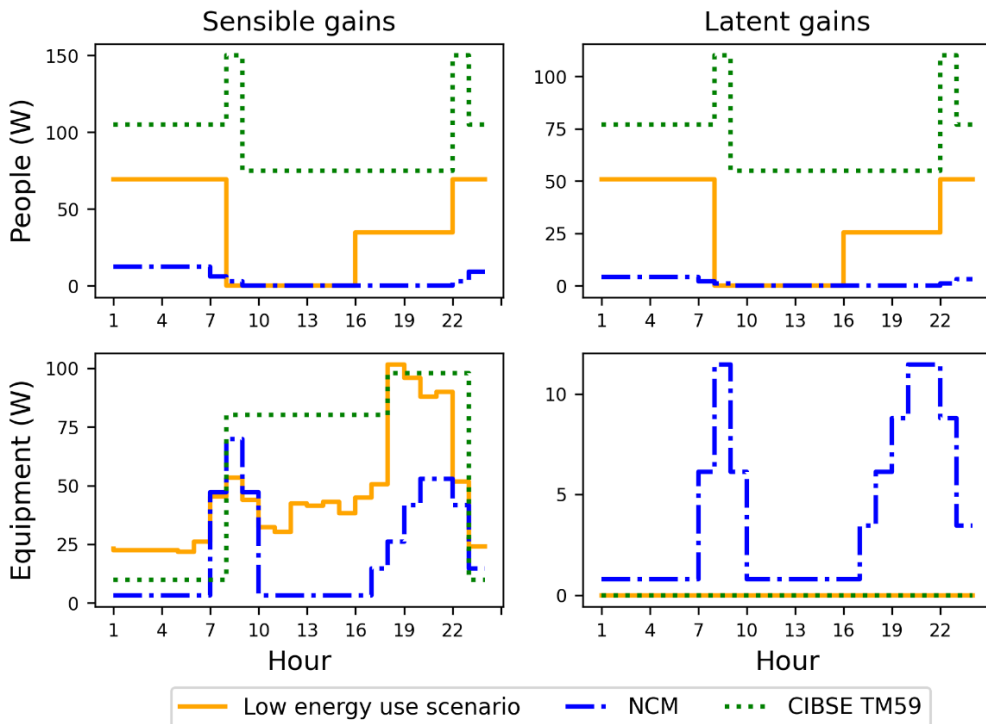 Sensible gains
Latent gains
People (W)
150
100
50
0
1 4 7 10 13 16 19 22
100
75
50
25
0
1 4 7 10 13 16 19 22
Equipment (W)
100
75
50
25
0
1 4 7 10 13 16 19 22
Hour
10
5
0
1 4 7 10 13 16 19 22
Hour
Low energy use scenario NCM CIBSE TM59